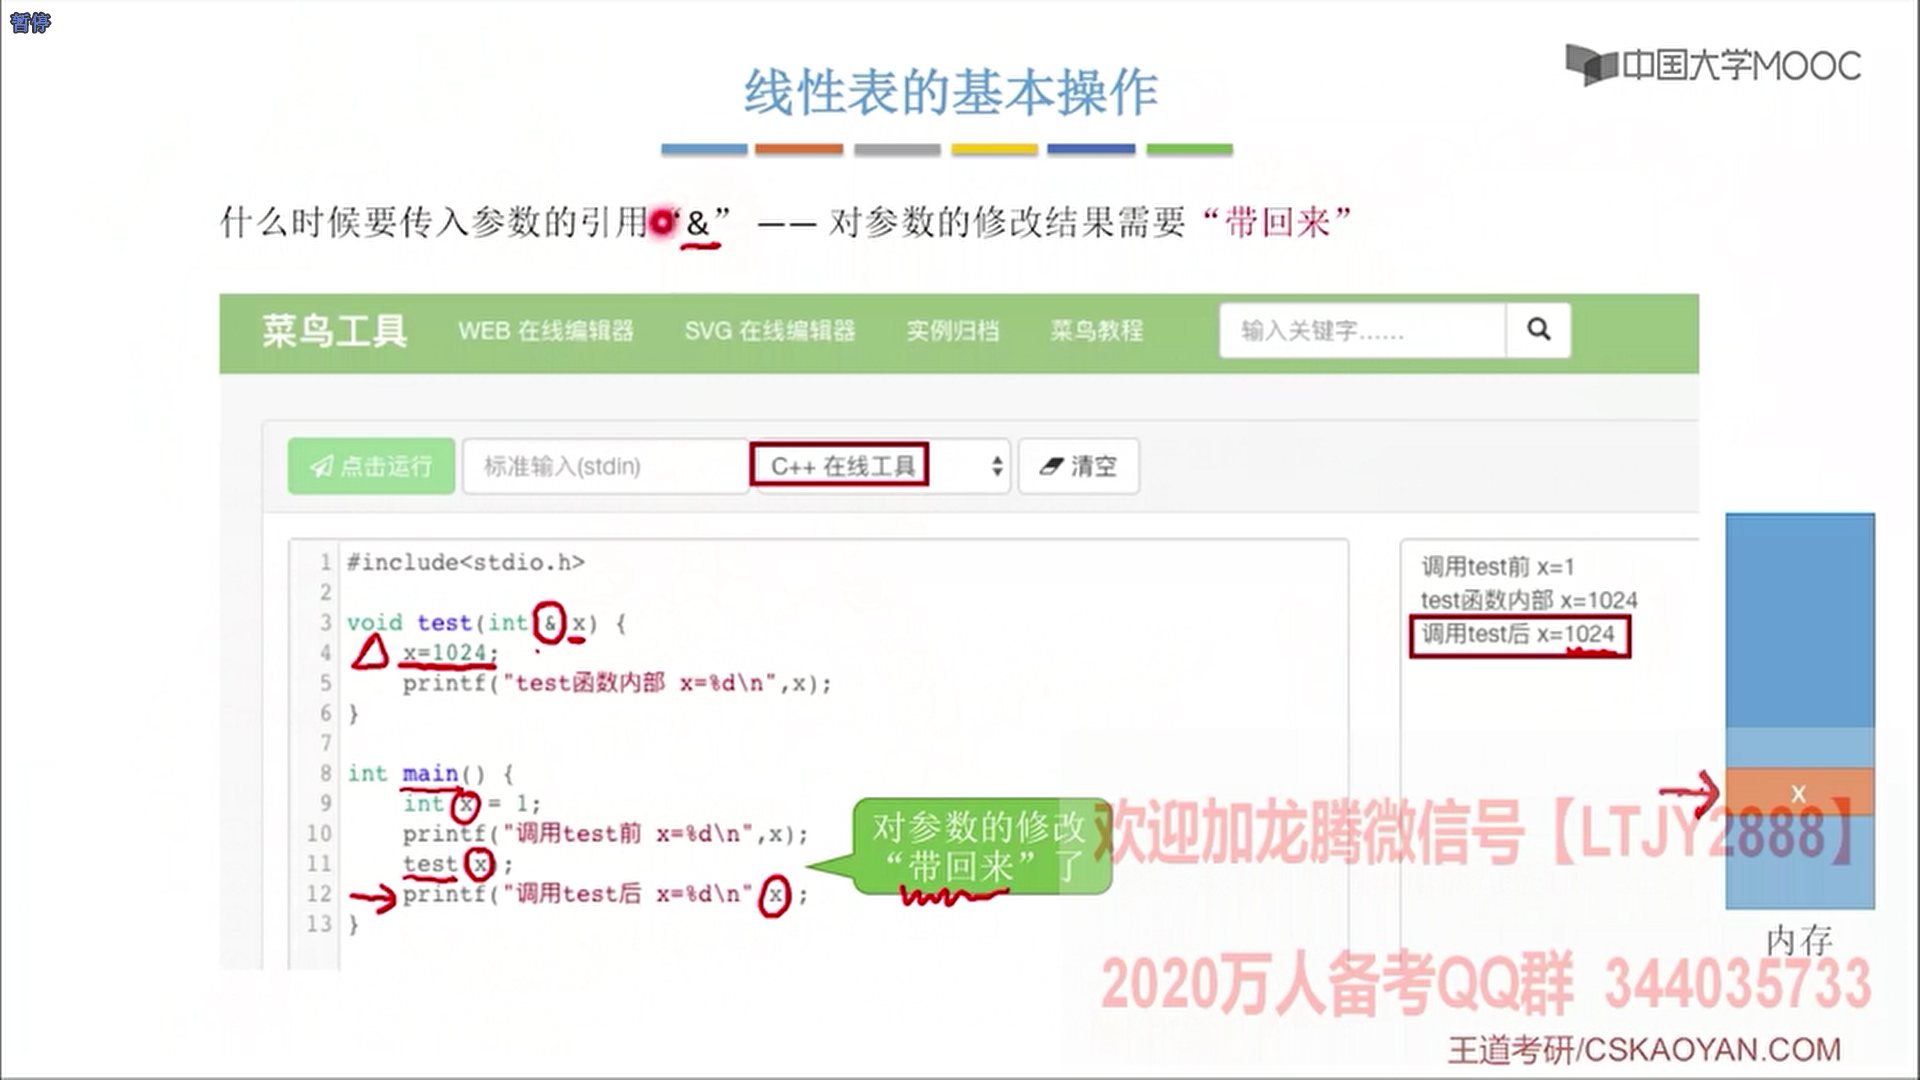 暂停
中国大学MOOC
线性表的基本操作
什么时候要传入参数的引用“&” —— 对参数的修改结果需要“带回来”
菜鸟工具 WEB 在线编辑器 SVG 在线编辑器 实例归档 菜鸟教程 输入关键字......
点击运行 标准输入(stdin) C++ 在线工具 清空
1 #include<stdio.h>
2
3 void test(int & x) {
4 x=1024;
5 printf("test函数内部 x=%d\n",x);
6 }
7
8 int main() {
9 int x = 1;
10 printf("调用test前 x=%d\n",x);
11 test x ;
12 printf("调用test后 x=%d\n" x ;
13 }
调用test前 x=1
test函数内部 x=1024
调用test后 x=1024
对参数的修改
“带回来”了
x
内存
欢迎加龙腾微信号【LTJY2888】
2020万人备考QQ群 344035733
王道考研/CSKAOYAN.COM